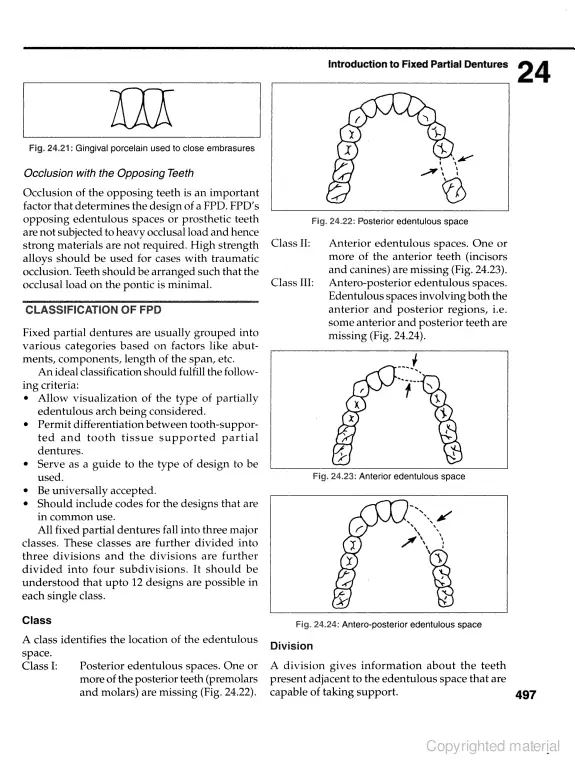 Introduction to Fixed Partial Dentures 24
Fig. 24.21: Gingival porcelain used to close embrasures
Occlusion with the Opposing Teeth
Occlusion of the opposing teeth is an important
factor that determines the design of a FPD. FPD's
opposing edentulous spaces or prosthetic teeth
are not subjected to heavy occlusal load and hence
strong materials are not required. High strength
alloys should be used for cases with traumatic
occlusion. Teeth should be arranged such that the
occlusal load on the pontic is minimal.
CLASSIFICATION OF FPD
Fixed partial dentures are usually grouped into
various categories based on factors like abut-
ments, components, length of the span, etc.
An ideal classification should fulfill the follow-
ing criteria:
• Allow visualization of the type of partially
edentulous arch being considered.
• Permit differentiation between tooth-suppor-
ted and tooth tissue supported partial
dentures.
• Serve as a guide to the type of design to be
used.
• Be universally accepted.
• Should include codes for the designs that are
in common use.
All fixed partial dentures fall into three major
classes. These classes are further divided into
three divisions and the divisions are further
divided into four subdivisions. It should be
understood that upto 12 designs are possible in
each single class.
Class
A class identifies the location of the edentulous
space.
Class I: Posterior edentulous spaces. One or
more of the posterior teeth (premolars
and molars) are missing (Fig. 24.22).
Fig. 24.22: Posterior edentulous space
Class II: Anterior edentulous spaces. One or
more of the anterior teeth (incisors
and canines) are missing (Fig. 24.23).
Class III: Antero-posterior edentulous spaces.
Edentulous spaces involving both the
anterior and posterior regions, i.e.
some anterior and posterior teeth are
missing (Fig. 24.24).
Fig. 24.23: Anterior edentulous space
Fig. 24.24: Antero-posterior edentulous space
Division
A division gives information about the teeth
present adjacent to the edentulous space that are
capable of taking support.
497
Copyrighted material